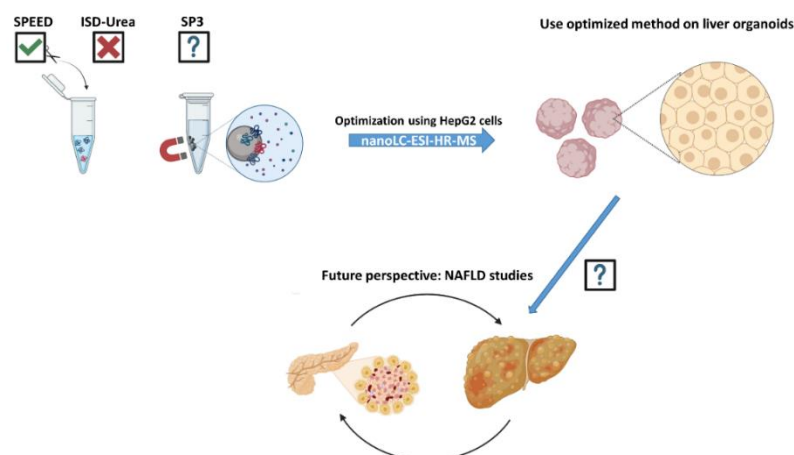 SPEED ISD-Urea SP3
?
Use optimized method on liver organoids
Optimization using HepG2 cells
nanoLC-ESI-HR-MS
?
Future perspective: NAFLD studies